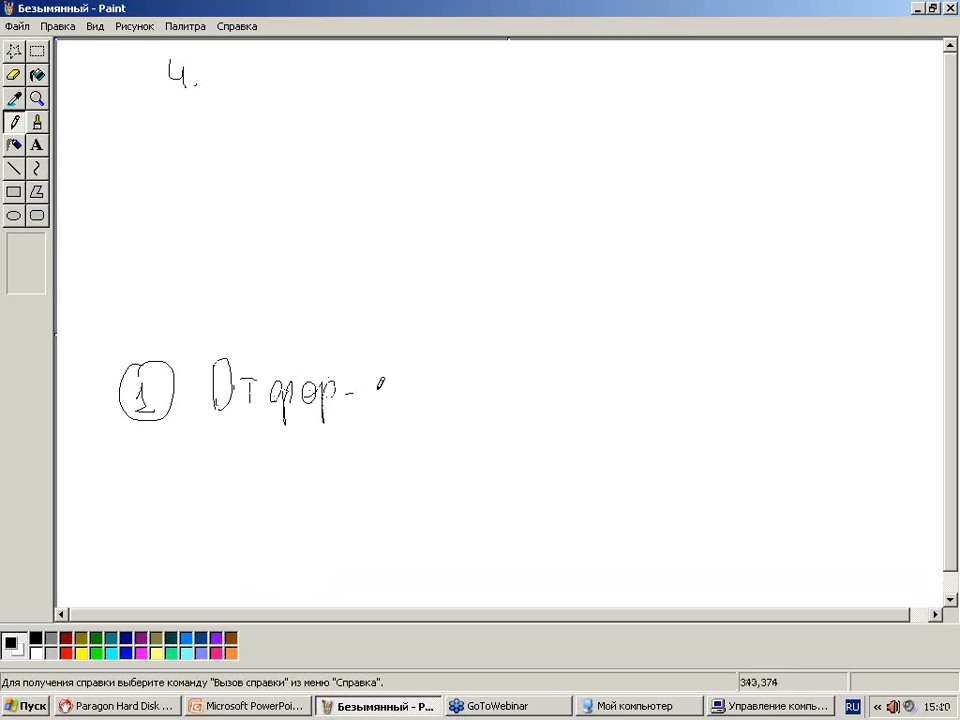 Безымянный - Paint
Файл Правка Вид Рисунок Палитра Справка
4.
1 Отфор-
Для получения справки выберите команду "Вызов справки" из меню "Справка".
343,374
Пуск Paragon Hard Disk ... Microsoft PowerPoi... Безымянный - P... GoToWebinar Мой компьютер Управление компь... RU « 15:20